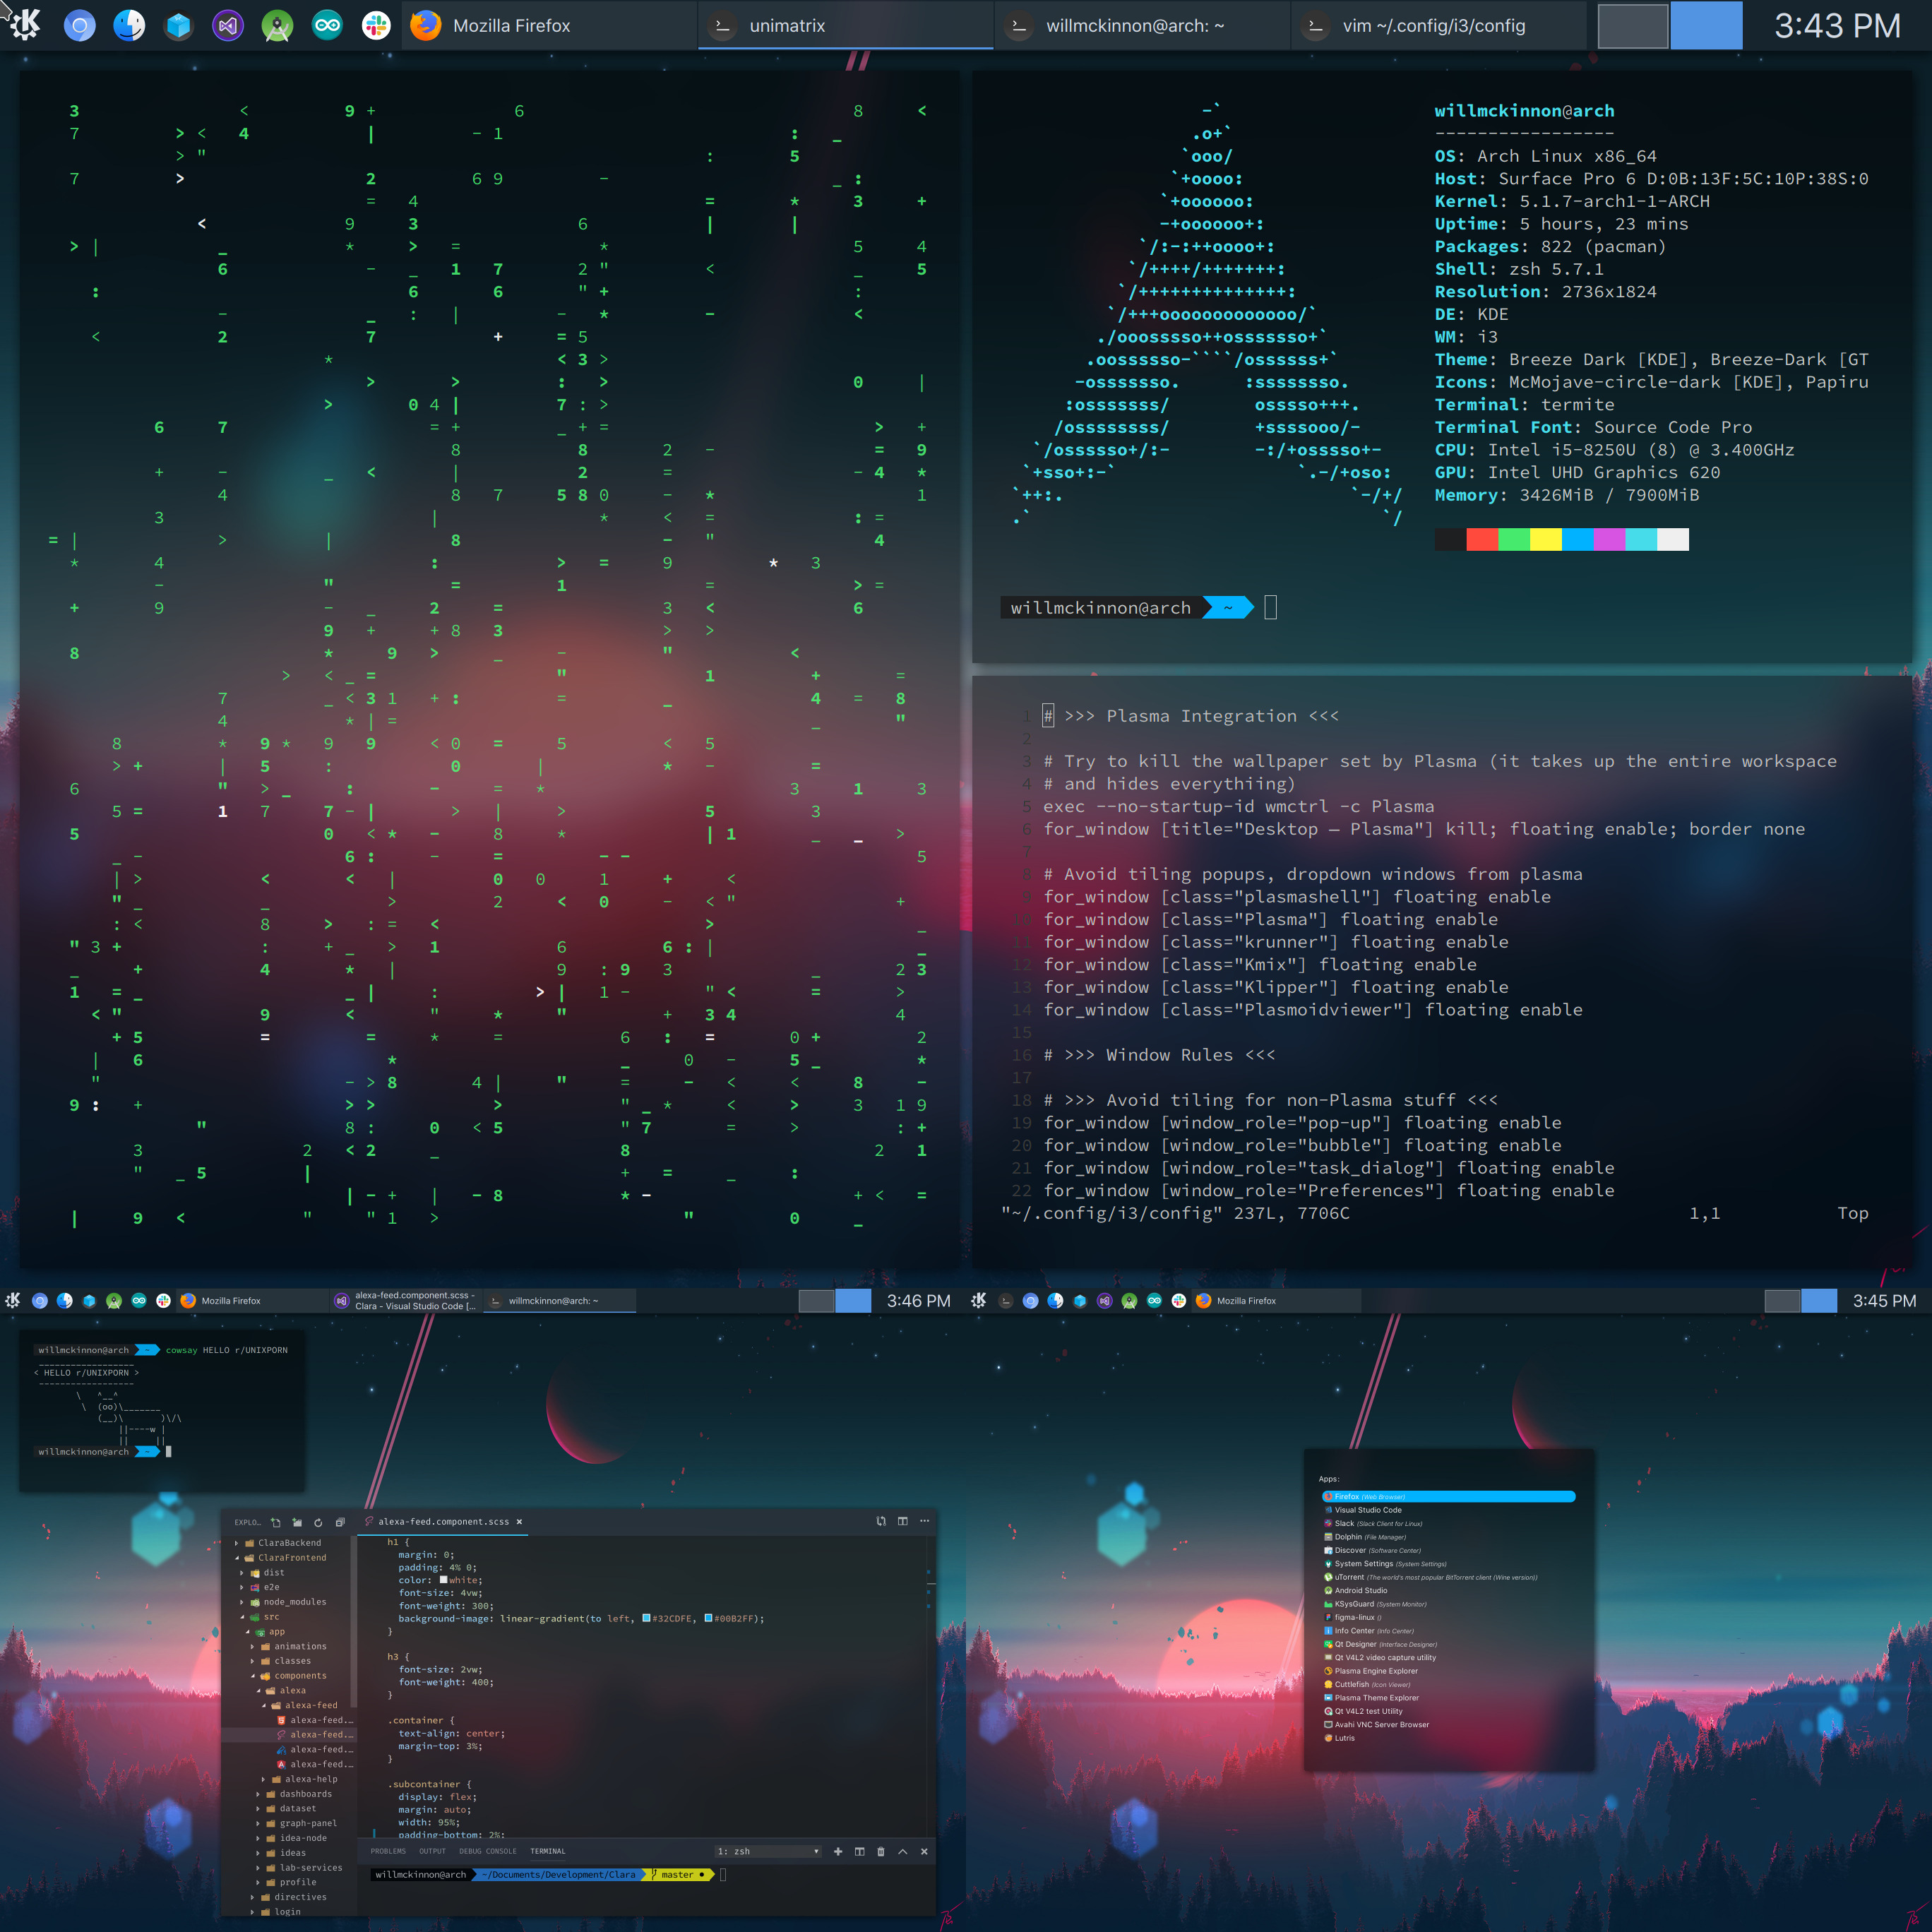 Mozilla Firefox
unimatrix
willmckinnon@arch: ~
vim ~/.config/i3/config
3:43 PM
willmckinnon@arch
-----------------
OS: Arch Linux x86_64
Host: Surface Pro 6 D:0B:13F:5C:10P:38S:0
Kernel: 5.1.7-arch1-1-ARCH
Uptime: 5 hours, 23 mins
Packages: 822 (pacman)
Shell: zsh 5.7.1
Resolution: 2736x1824
DE: KDE
WM: i3
Theme: Breeze Dark [KDE], Breeze-Dark [GT
Icons: McMojave-circle-dark [KDE], Papiru
Terminal: termite
Terminal Font: Source Code Pro
CPU: Intel i5-8250U (8) @ 3.400GHz
GPU: Intel UHD Graphics 620
Memory: 3426MiB / 7900MiB
willmckinnon@arch ~
1 # >>> Plasma Integration <<<
2
3 # Try to kill the wallpaper set by Plasma (it takes up the entire workspace
4 # and hides everythiing)
5 exec --no-startup-id wmctrl -c Plasma
6 for_window [title="Desktop — Plasma"] kill; floating enable; border none
7
8 # Avoid tiling popups, dropdown windows from plasma
9 for_window [class="plasmashell"] floating enable
10 for_window [class="Plasma"] floating enable
11 for_window [class="krunner"] floating enable
12 for_window [class="Kmix"] floating enable
13 for_window [class="Klipper"] floating enable
14 for_window [class="Plasmoidviewer"] floating enable
15
16 # >>> Window Rules <<<
17
18 # >>> Avoid tiling for non-Plasma stuff <<<
19 for_window [window_role="pop-up"] floating enable
20 for_window [window_role="bubble"] floating enable
21 for_window [window_role="task_dialog"] floating enable
22 for_window [window_role="Preferences"] floating enable
"~/.config/i3/config" 237L, 7706C 1,1 Top
Mozilla Firefox
alexa-feed.component.scss -
Clara - Visual Studio Code [...
willmckinnon@arch: ~
3:46 PM
willmckinnon@arch ~ cowsay HELLO r/UNIXPORN
< HELLO r/UNIXPORN >
willmckinnon@arch ~
EXPLO...
ClaraBackend
ClaraFrontend
dist
e2e
node_modules
src
app
animations
classes
components
alexa
alexa-feed
alexa-feed....
alexa-feed....
alexa-feed....
alexa-feed....
alexa-help
dashboards
dataset
graph-panel
idea-node
ideas
lab-services
profile
directives
login
alexa-feed.component.scss ×
h1 {
margin: 0;
padding: 4% 0;
color: white;
font-size: 4vw;
font-weight: 300;
background-image: linear-gradient(to left, #32CDFE, #00B2FF);
}
h3 {
font-size: 2vw;
font-weight: 400;
}
.container {
text-align: center;
margin-top: 3%;
}
.subcontainer {
display: flex;
margin: auto;
width: 95%;
padding-bottom: 2%;
PROBLEMS OUTPUT DEBUG CONSOLE TERMINAL 1: zsh
willmckinnon@arch ~/Documents/Development/Clara master
Mozilla Firefox
3:45 PM
Apps:
Firefox (Web Browser)
Visual Studio Code
Slack (Slack Client for Linux)
Dolphin (File Manager)
Discover (Software Center)
System Settings (System Settings)
uTorrent (The world's most popular BitTorrent client (Wine version))
Android Studio
KSysGuard (System Monitor)
figma-linux ()
Info Center (Info Center)
Qt Designer (Interface Designer)
Qt V4L2 video capture utility
Plasma Engine Explorer
Cuttlefish (Icon Viewer)
Plasma Theme Explorer
Qt V4L2 test Utility
Avahi VNC Server Browser
Lutris